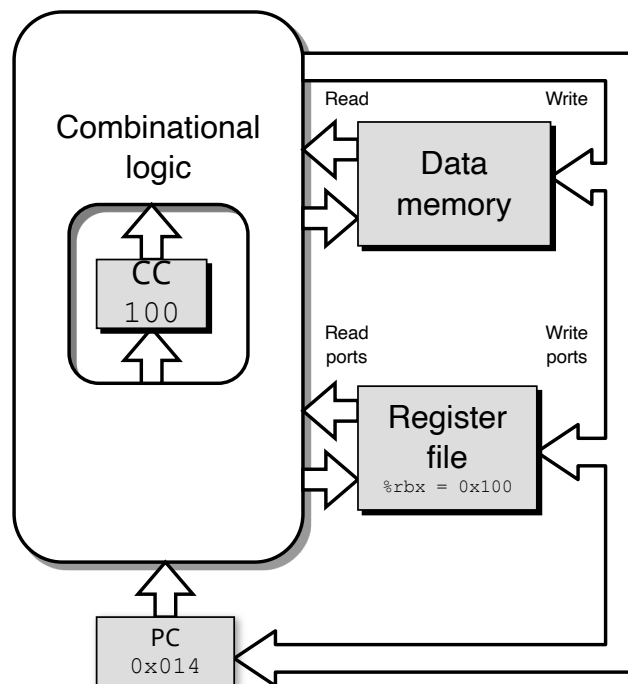 Combinational
logic
CC
100
Read
Write
Data
memory
Read
ports
Write
ports
Register
file
%rbx = 0x100
PC
0x014